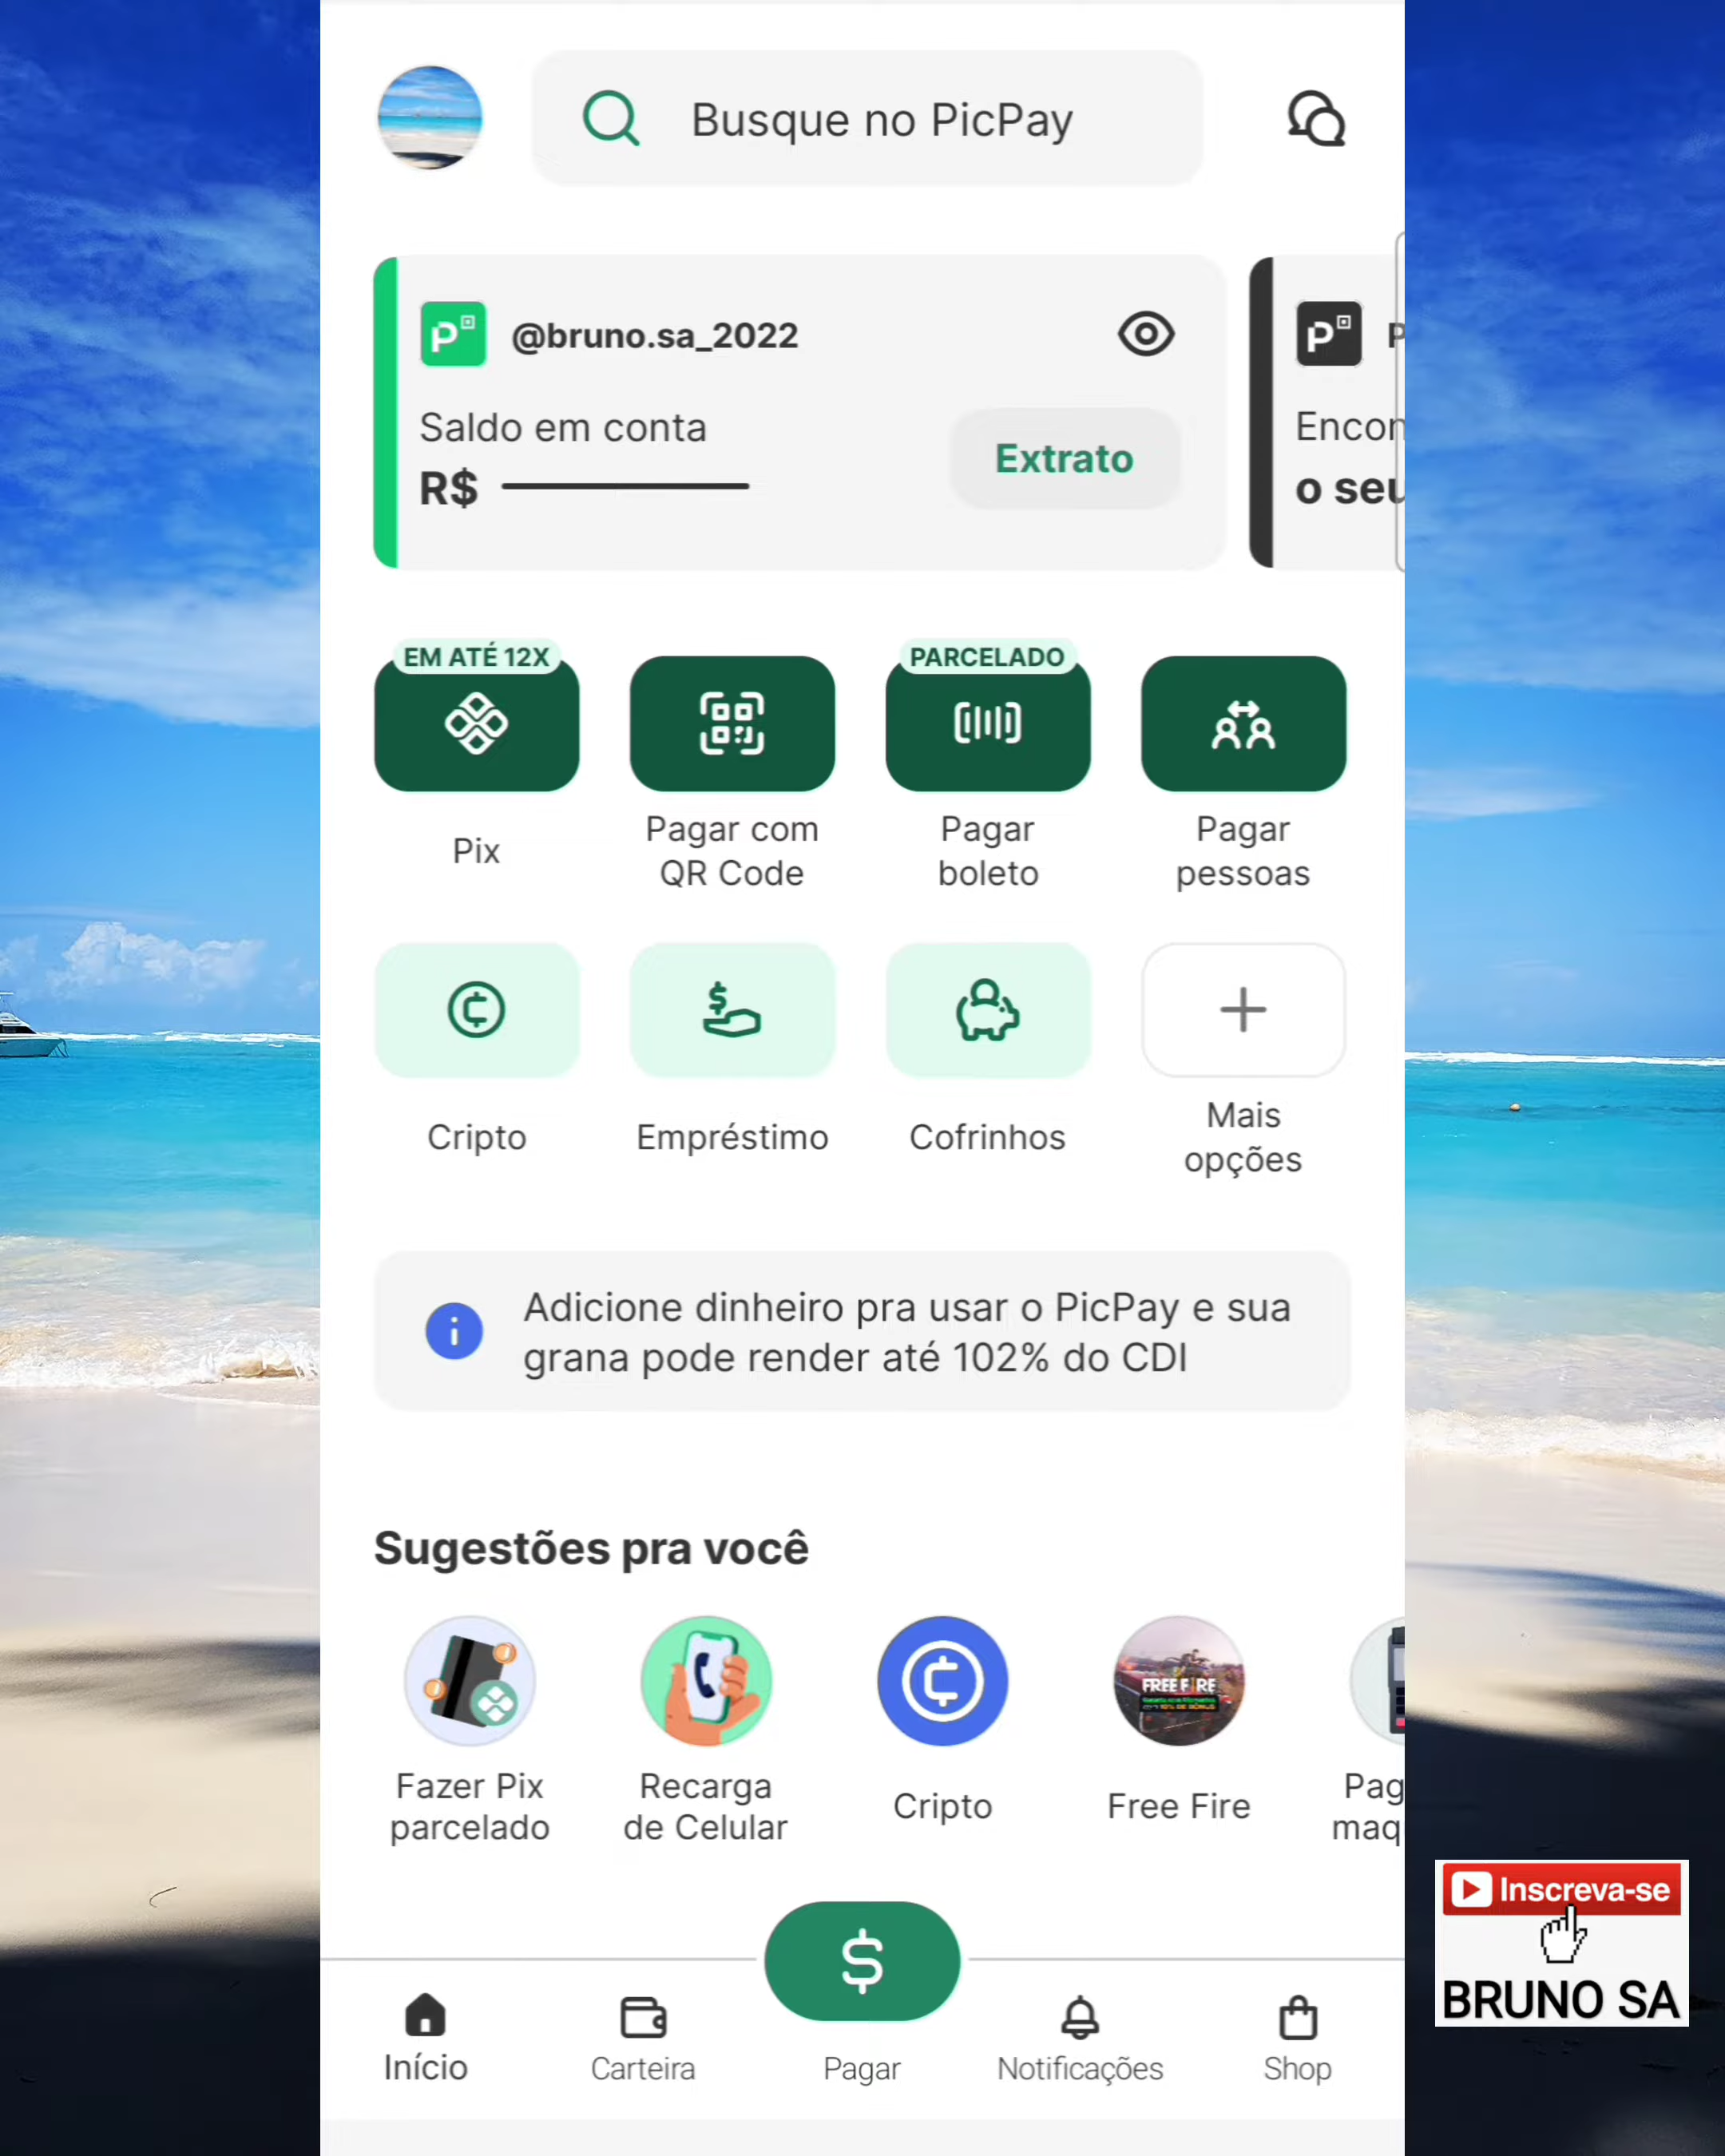 Busque no PicPay
@bruno.sa_2022
Saldo em conta
R$
Extrato
Encon
o seu
EM ATÉ 12X
PARCELADO
Pix
Pagar com
QR Code
Pagar
boleto
Pagar
pessoas
Cripto
Empréstimo
Cofrinhos
Mais
opções
Adicione dinheiro pra usar o PicPay e sua
grana pode render até 102% do CDI
Sugestões pra você
FREE FIRE
Fazer Pix
parcelado
Recarga
de Celular
Cripto
Free Fire
Pag
maq
Início
Carteira
Pagar
Notificações
Shop
Inscreva-se
BRUNO SA